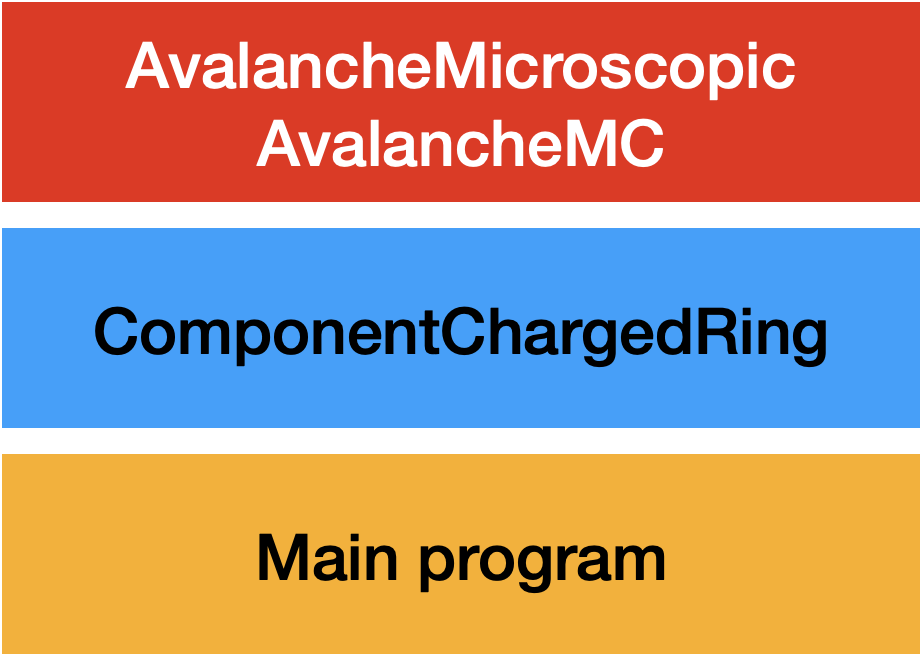 AvalancheMicroscopic
AvalancheMC
ComponentChargedRing
Main program